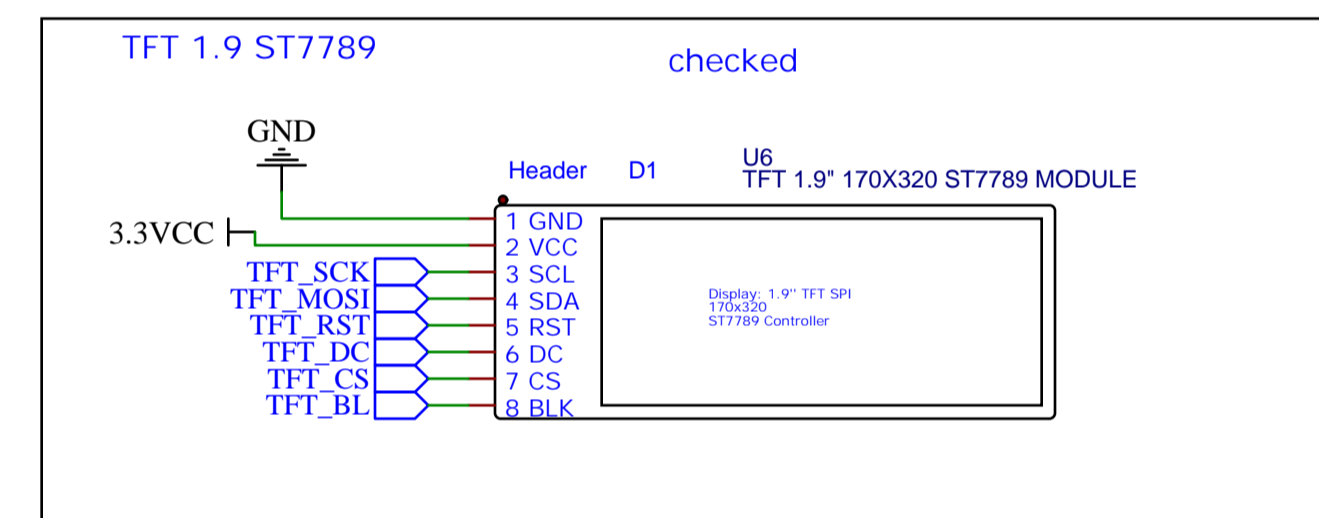 TFT 1.9 ST7789
checked
GND
Header D1
U6
TFT 1.9" 170X320 ST7789 MODULE
3.3VCC
1 GND
2 VCC
TFT_SCK 3 SCL
TFT_MOSI 4 SDA
TFT_RST 5 RST
TFT_DC 6 DC
TFT_CS 7 CS
TFT_BL 8 BLK
Display: 1.9'' TFT SPI
170x320
ST7789 Controller